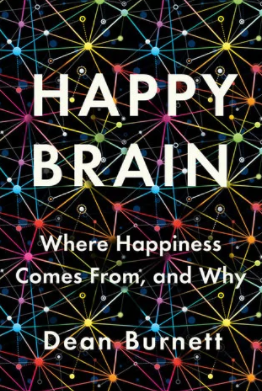 HAPPY
BRAIN
Where Happiness
Comes From, and Why
Dean Burnett